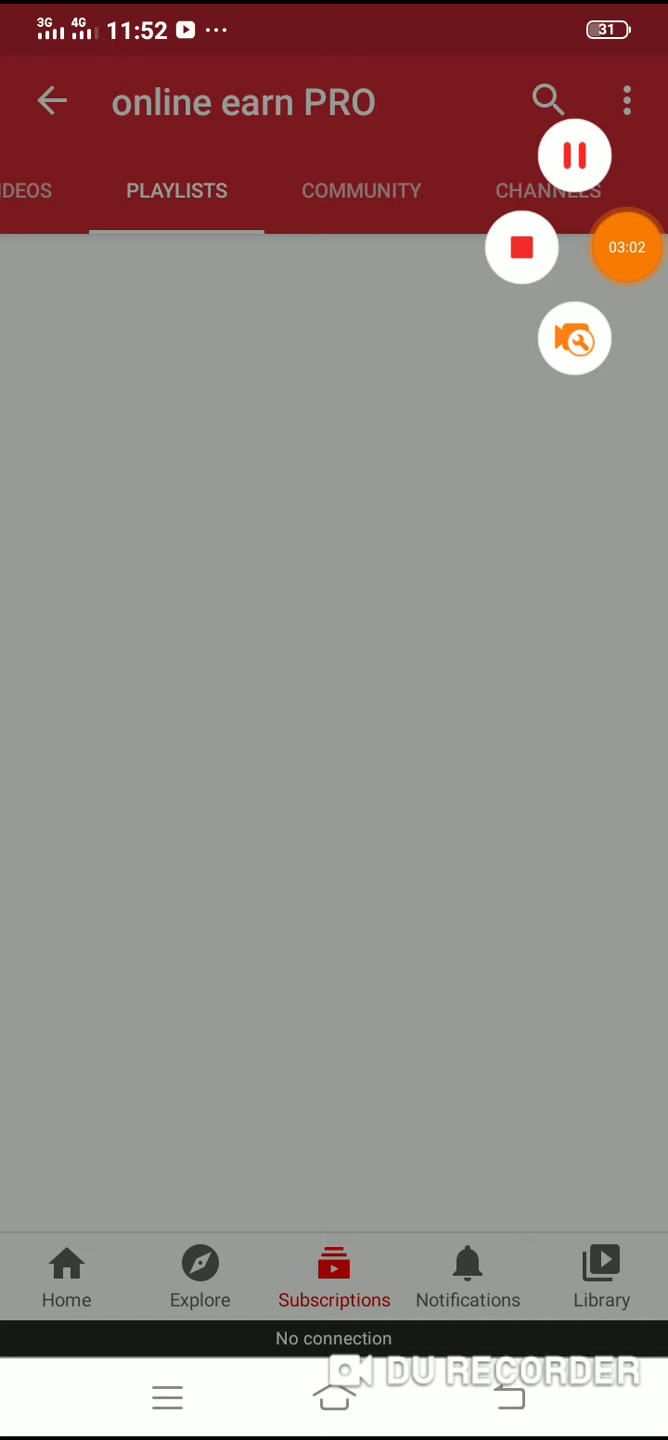 3G 4G 11:52 ... 31
online earn PRO
IDEOS PLAYLISTS COMMUNITY CHANNELS
03:02
Home Explore Subscriptions Notifications Library
No connection
DU RECORDER